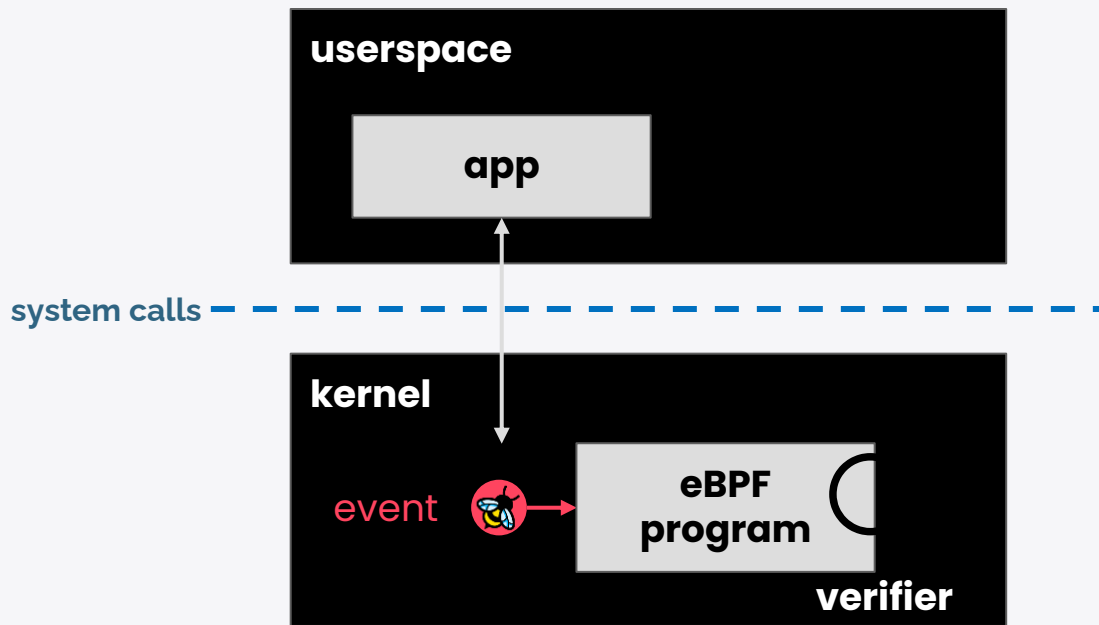 userspace
app
system calls
kernel
event
eBPF
program
verifier